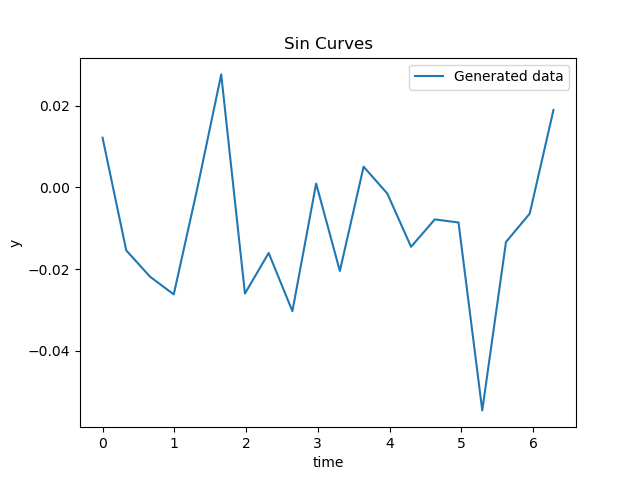 Sin Curves
Generated data
0.02
0.00
−0.02
−0.04
y
0 1 2 3 4 5 6
time